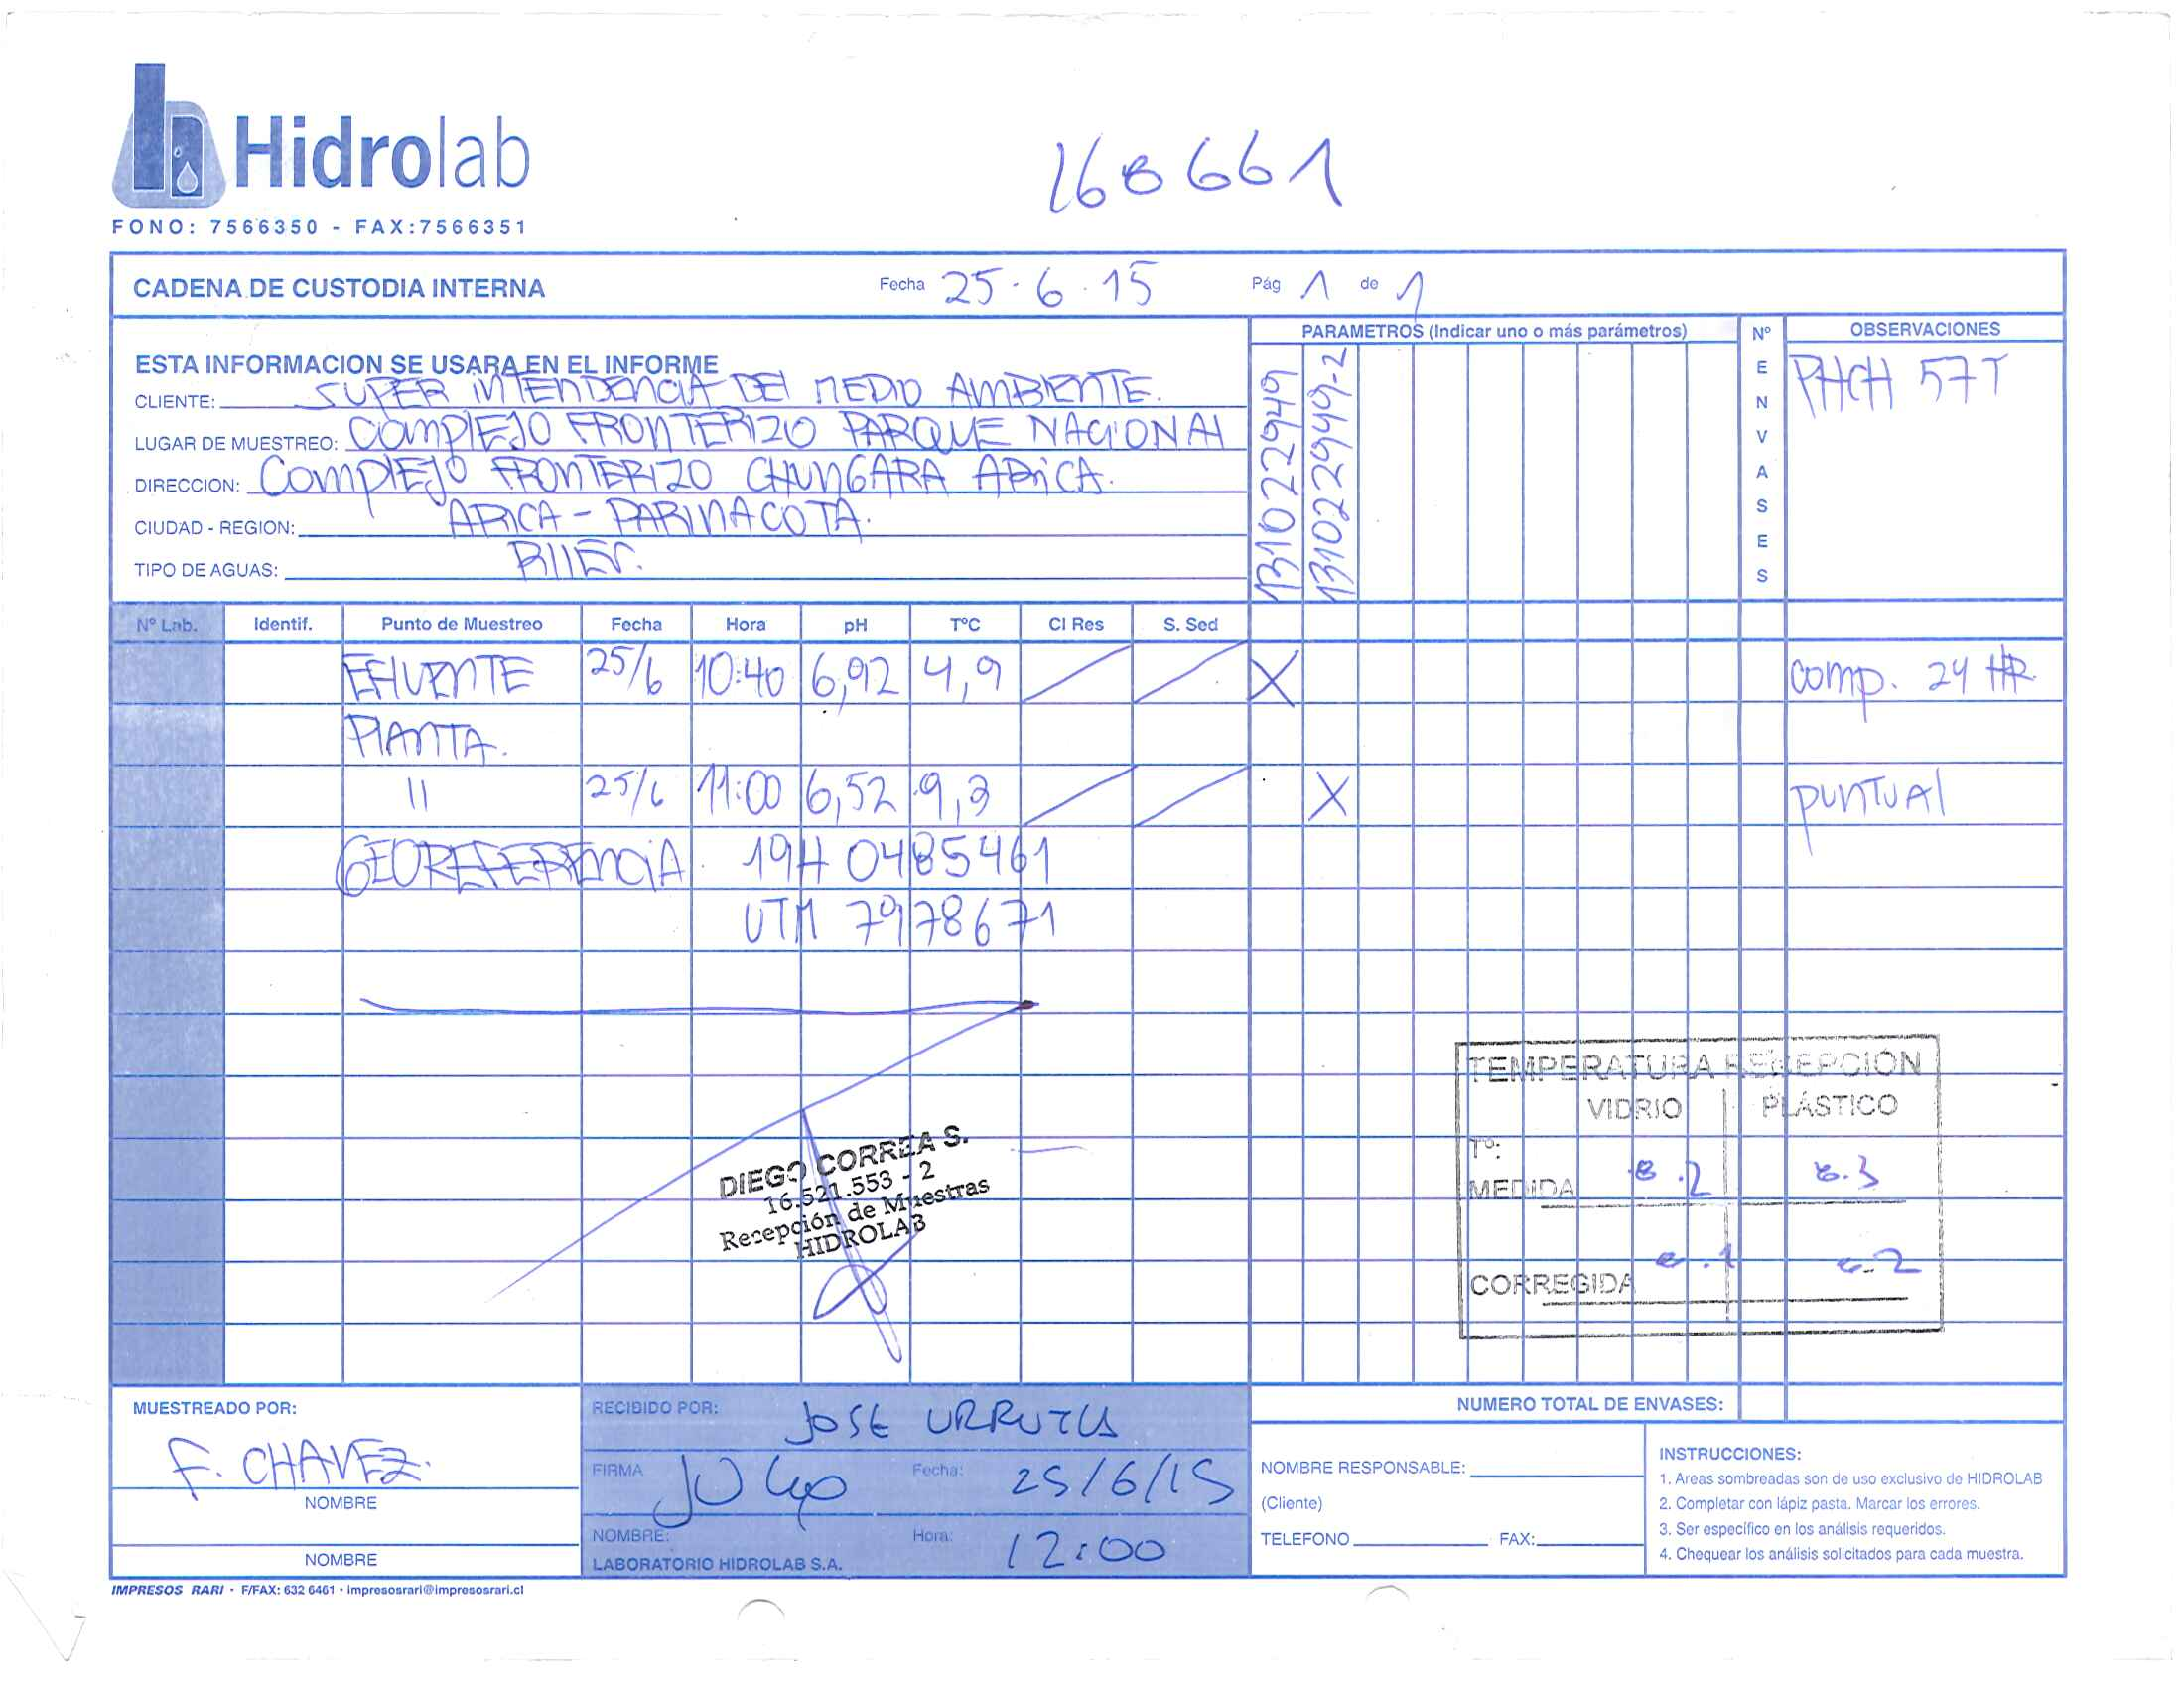 Hidrolab
FONO: 7566350 - FAX:7566351
168661
CADENA DE CUSTODIA INTERNA Fecha 25.6.15 Pág 1 de 1
ESTA INFORMACION SE USARA EN EL INFORME
CLIENTE: SUPER INTENDENCIA DEl MEDIO AMBIENTE.
LUGAR DE MUESTREO: COMPlEJO FRONTERIZO PARQUE NACIONAl
DIRECCION: COMPlEJO FRONTERIZO CHUNGARA ARiCA.
CIUDAD - REGION: ARICA - PARINACOTA.
TIPO DE AGUAS: RIlES.
PARAMETROS (Indicar uno o más parámetros)
1310222949
1310222949-2
Nº ENVASES
OBSERVACIONES
PHCH 57T
Nº Lab. Identif. Punto de Muestreo Fecha Hora pH TºC Cl Res S. Sed
EFlUENTE 25/6 10:40 6,92 4,9 X comp. 24 HR.
PlANTA.
11 25/6 11:00 6,52 9,3 X PUNTUAl
GEOREFERENCiA. 19H 0485461
UTM 7978671
TEMPERATURA RECEPCIÓN
VIDRIO PLÁSTICO
Tº:
MEDIDA 8.2 8.3
CORREGIDA
DIEGO CORREA S.
16.521.553 - 2
Recepción de Muestras
HIDROLAB
MUESTREADO POR:
F. CHAVEZ.
NOMBRE
NOMBRE
RECIBIDO POR: JOSE URRUTIA
FIRMA Fecha: 25/6/15
NOMBRE: Hora: 12:00
LABORATORIO HIDROLAB S.A.
NUMERO TOTAL DE ENVASES:
NOMBRE RESPONSABLE:
(Cliente)
TELEFONO FAX:
INSTRUCCIONES:
1. Areas sombreadas son de uso exclusivo de HIDROLAB
2. Completar con lápiz pasta. Marcar los errores.
3. Ser específico en los análisis requeridos.
4. Chequear los análisis solicitados para cada muestra.
IMPRESOS RARI · F/FAX: 632 6461 · impresosrari@impresosrari.cl